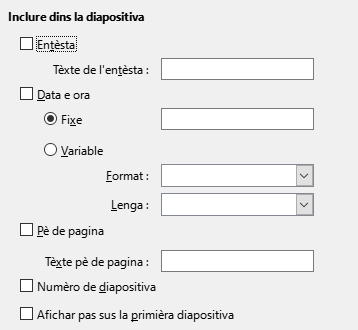 Inclure dins la diapositiva
Entèsta
Tèxte de l'entèsta :
Data e ora
Fixe
Variable
Format :
Lenga :
Pè de pagina
Tèxte pè de pagina :
Numèro de diapositiva
Afichar pas sus la primièra diapositiva